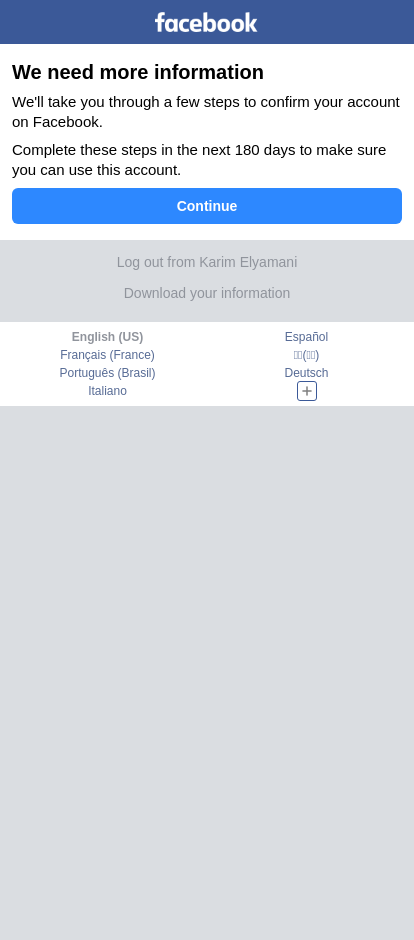 facebook
We need more information
We'll take you through a few steps to confirm your account
on Facebook.
Complete these steps in the next 180 days to make sure
you can use this account.
Continue
Log out from Karim Elyamani
Download your information
English (US)
Español
Français (France)
Português (Brasil)
Deutsch
Italiano